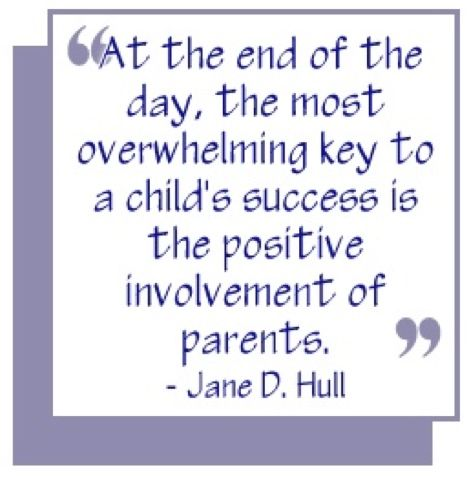 “At the end of the
day, the most
overwhelming key to
a child's success is
the positive
involvement of
parents. ”
- Jane D. Hull